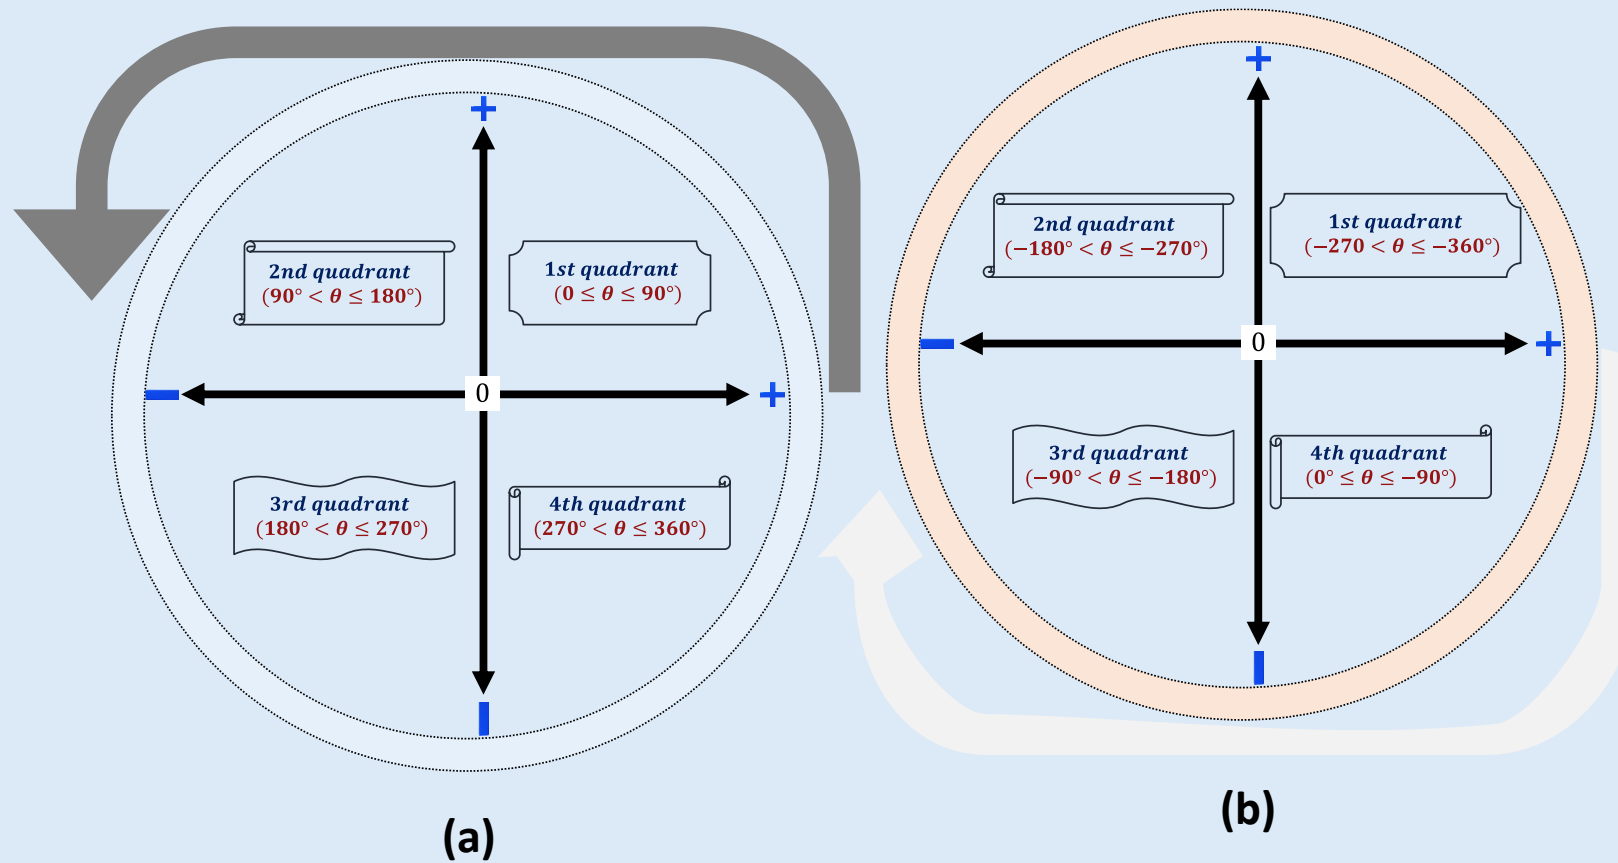 +
2nd quadrant
(90° < θ ≤ 180°)
1st quadrant
(0 ≤ θ ≤ 90°)
−
0
+
3rd quadrant
(180° < θ ≤ 270°)
4th quadrant
(270° < θ ≤ 360°)
(a)
+
2nd quadrant
(−180° < θ ≤ −270°)
1st quadrant
(−270 < θ ≤ −360°)
−
0
+
3rd quadrant
(−90° < θ ≤ −180°)
4th quadrant
(0° ≤ θ ≤ −90°)
(b)